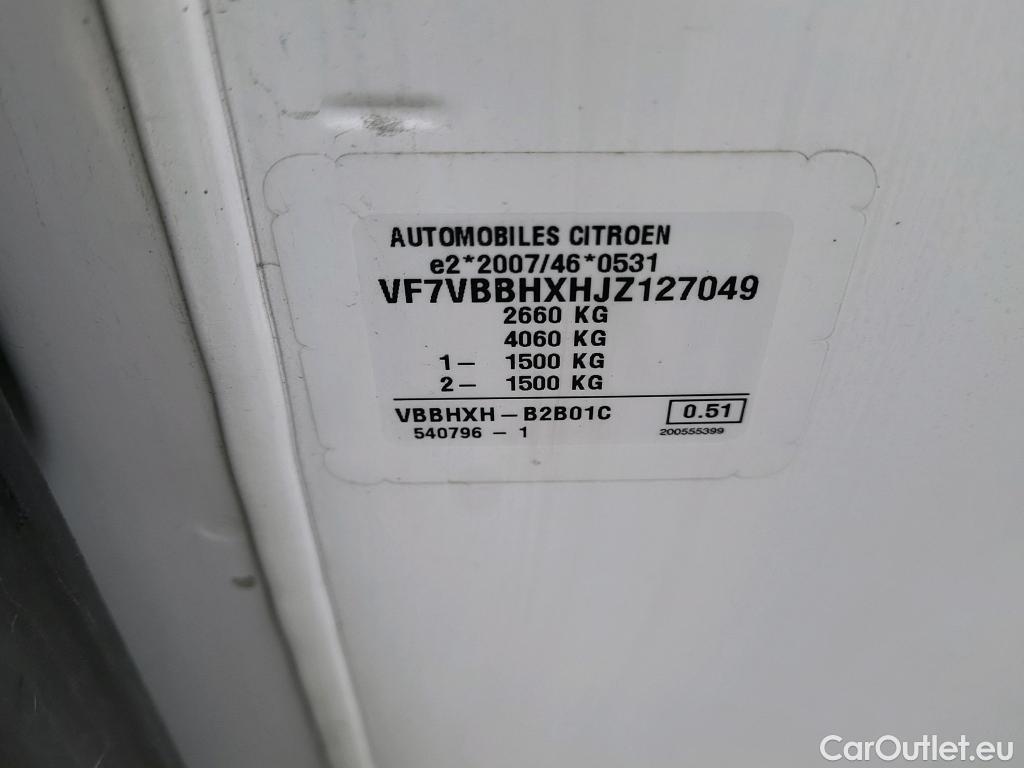 AUTOMOBILES CITROEN
e2*2007/46*0531
VF7VBBHXHJZ127049
2660 KG
4060 KG
1— 1500 KG
2— 1500 KG
VBBHXH—B2B01C 0.51
540796 — 1 200555399
CarOutlet.eu